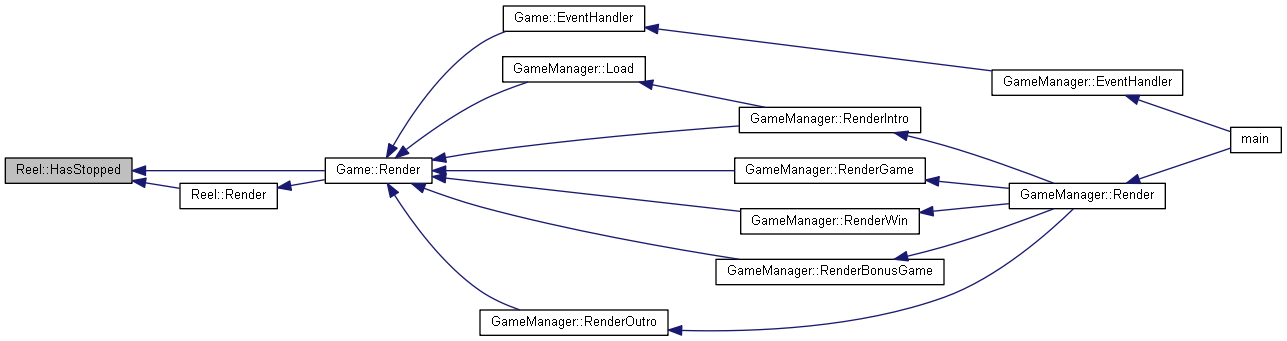 Reel::HasStopped
Reel::Render
Game::Render
Game::EventHandler
GameManager::Load
GameManager::RenderIntro
GameManager::RenderGame
GameManager::RenderWin
GameManager::RenderBonusGame
GameManager::RenderOutro
GameManager::EventHandler
GameManager::Render
main